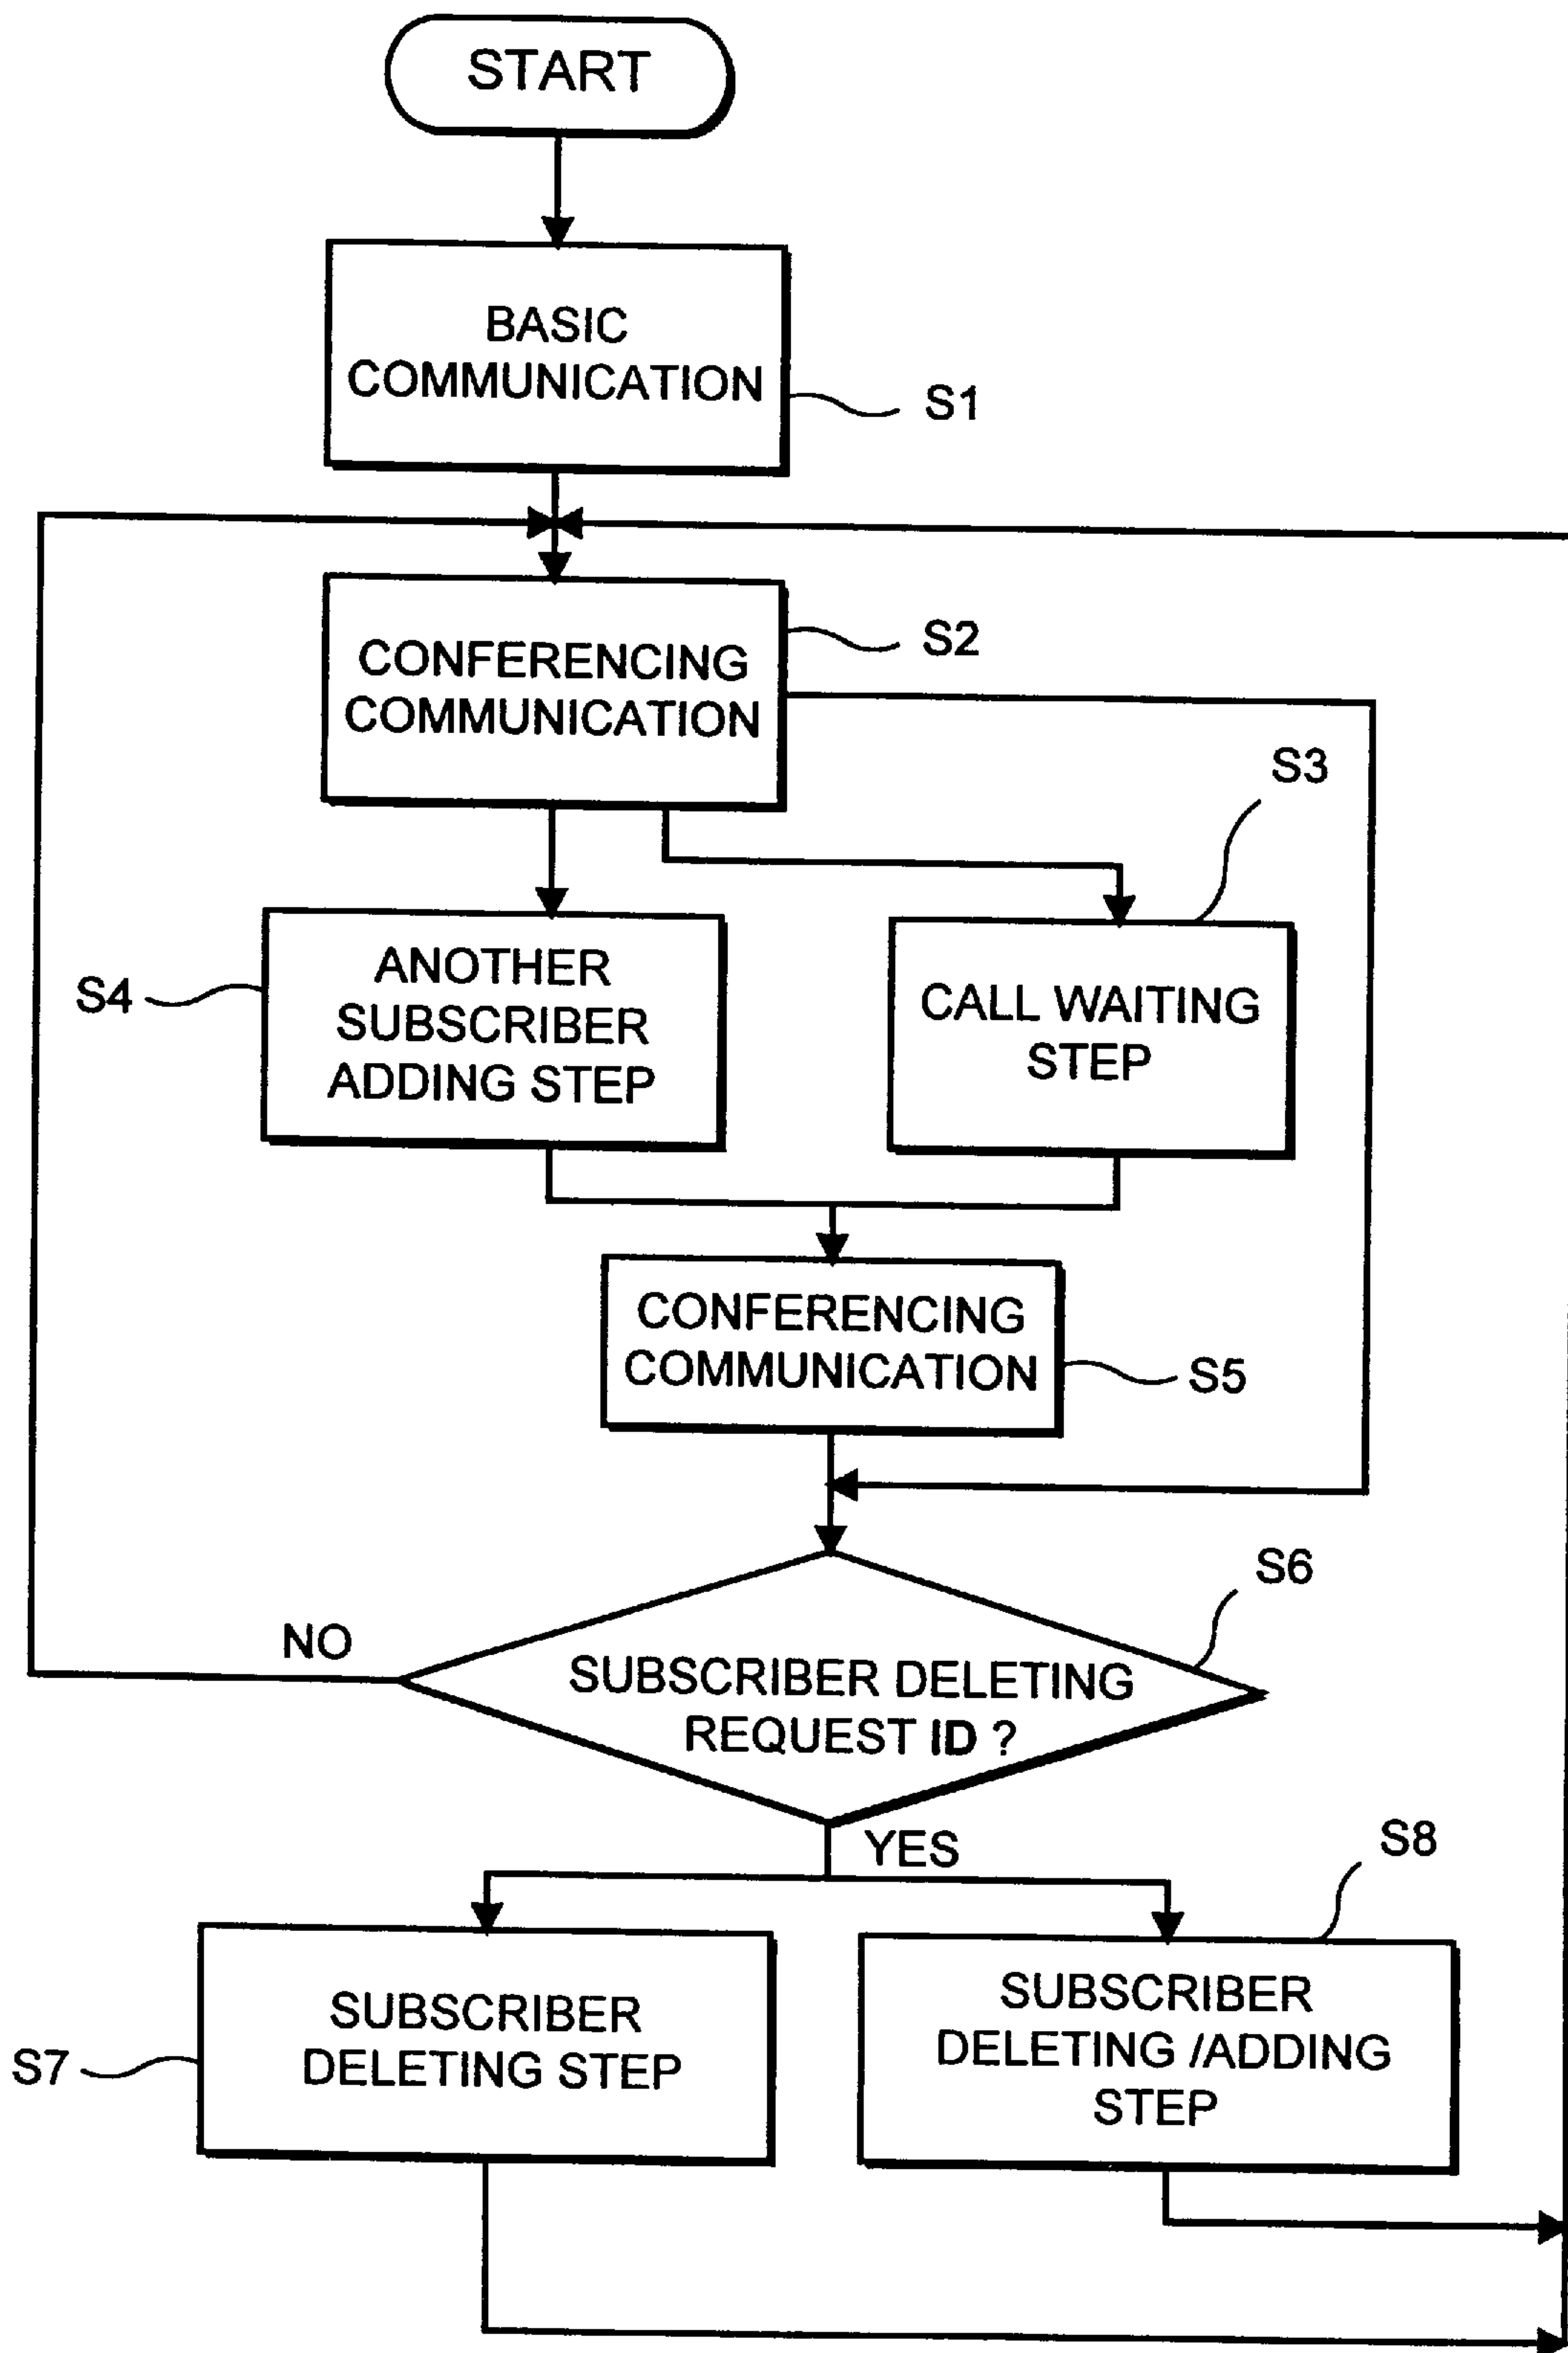 START
BASIC
COMMUNICATION
S1
CONFERENCING
COMMUNICATION
S2
S3
ANOTHER
SUBSCRIBER
ADDING STEP
S4
CALL WAITING
STEP
CONFERENCING
COMMUNICATION
S5
S6
NO
SUBSCRIBER DELETING
REQUEST ID ?
YES
S8
SUBSCRIBER
DELETING STEP
S7
SUBSCRIBER
DELETING /ADDING
STEP